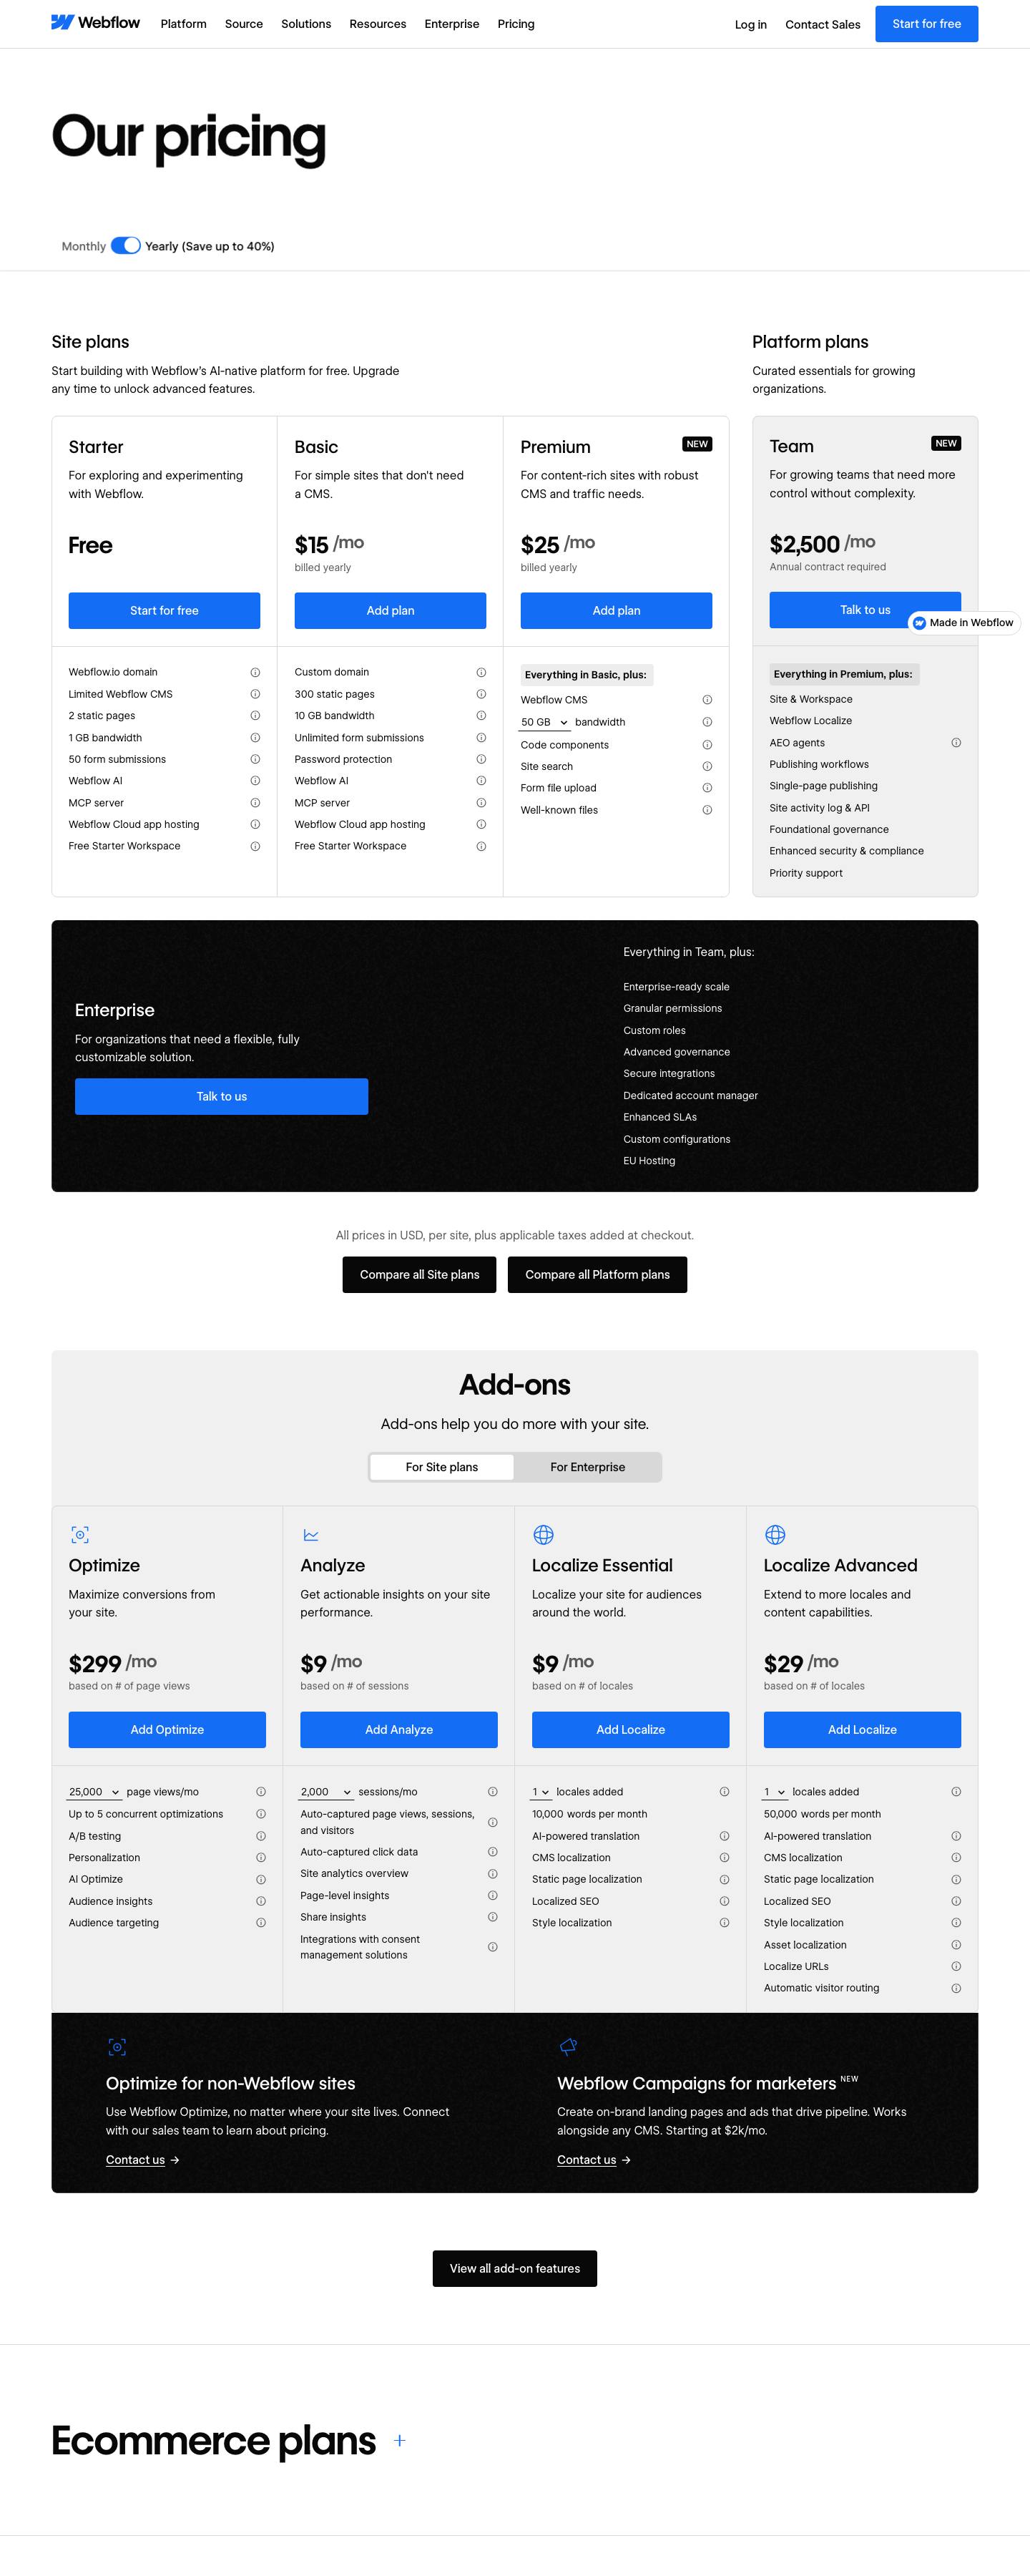 Webflow
Platform
Source
Solutions
Resources
Enterprise
Pricing
Log in
Contact Sales
Start for free
Our pricing
Monthly
Yearly (Save up to 40%)
Site plans
Start building with Webflow's AI-native platform for free. Upgrade
any time to unlock advanced features.
Starter
For exploring and experimenting
with Webflow.
Free
Start for free
Webflow.io domain
Limited Webflow CMS
2 static pages
1 GB bandwidth
50 form submissions
Webflow AI
MCP server
Webflow Cloud app hosting
Free Starter Workspace
Basic
For simple sites that don't need
a CMS.
$15 /mo
billed yearly
Add plan
Custom domain
300 static pages
10 GB bandwidth
Unlimited form submissions
Password protection
Webflow AI
MCP server
Webflow Cloud app hosting
Free Starter Workspace
Premium
NEW
For content-rich sites with robust
CMS and traffic needs.
$25 /mo
billed yearly
Add plan
Everything in Basic, plus:
Webflow CMS
50 GB bandwidth
Code components
Site search
Form file upload
Well-known files
Platform plans
Curated essentials for growing
organizations.
Team
NEW
For growing teams that need more
control without complexity.
$2,500 /mo
Annual contract required
Talk to us
Made in Webflow
Everything in Premium, plus:
Site & Workspace
Webflow Localize
AEO agents
Publishing workflows
Single-page publishing
Site activity log & API
Foundational governance
Enhanced security & compliance
Priority support
Enterprise
For organizations that need a flexible, fully
customizable solution.
Talk to us
Everything in Team, plus:
Enterprise-ready scale
Granular permissions
Custom roles
Advanced governance
Secure integrations
Dedicated account manager
Enhanced SLAs
Custom configurations
EU Hosting
All prices in USD, per site, plus applicable taxes added at checkout.
Compare all Site plans
Compare all Platform plans
Add-ons
Add-ons help you do more with your site.
For Site plans
For Enterprise
Optimize
Maximize conversions from
your site.
$299 /mo
based on # of page views
Add Optimize
25,000 page views/mo
Up to 5 concurrent optimizations
A/B testing
Personalization
AI Optimize
Audience insights
Audience targeting
Analyze
Get actionable insights on your site
performance.
$9 /mo
based on # of sessions
Add Analyze
2,000 sessions/mo
Auto-captured page views, sessions,
and visitors
Auto-captured click data
Site analytics overview
Page-level insights
Share insights
Integrations with consent
management solutions
Localize Essential
Localize your site for audiences
around the world.
$9 /mo
based on # of locales
Add Localize
1 locales added
10,000 words per month
AI-powered translation
CMS localization
Static page localization
Localized SEO
Style localization
Localize Advanced
Extend to more locales and
content capabilities.
$29 /mo
based on # of locales
Add Localize
1 locales added
50,000 words per month
AI-powered translation
CMS localization
Static page localization
Localized SEO
Style localization
Asset localization
Localize URLs
Automatic visitor routing
Optimize for non-Webflow sites
Use Webflow Optimize, no matter where your site lives. Connect
with our sales team to learn about pricing.
Contact us →
Webflow Campaigns for marketers NEW
Create on-brand landing pages and ads that drive pipeline. Works
alongside any CMS. Starting at $2k/mo.
Contact us →
View all add-on features
Ecommerce plans +